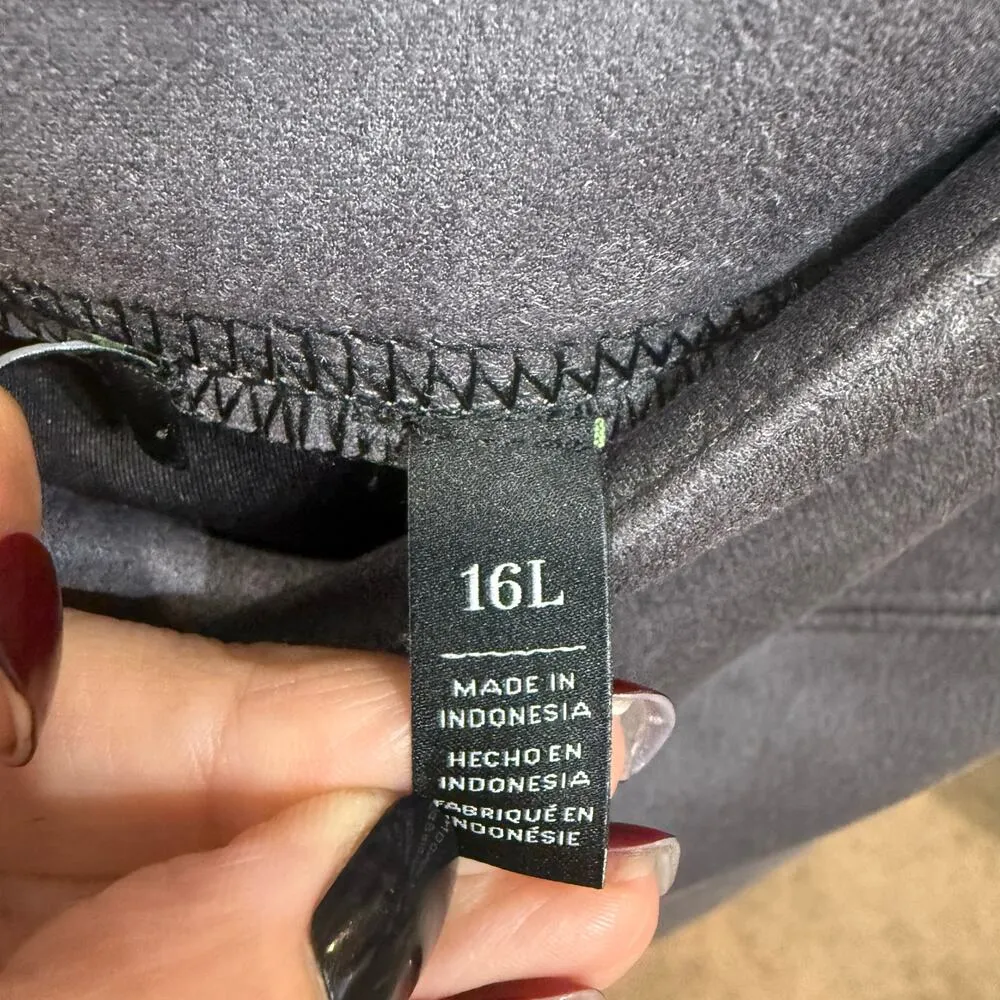 16L
MADE IN
INDONESIA
HECHO EN
INDONESIA
FABRIQUÉ EN
INDONÉSIE